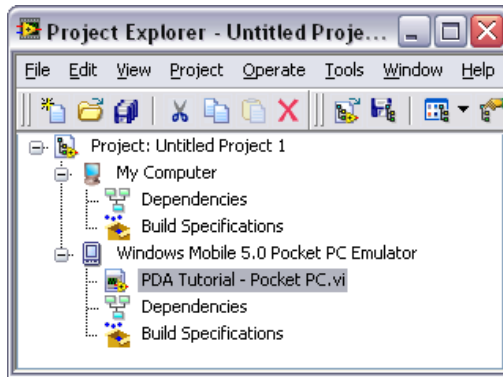 Project Explorer - Untitled Proje...
File Edit View Project Operate Tools Window Help
Project: Untitled Project 1
My Computer
Dependencies
Build Specifications
Windows Mobile 5.0 Pocket PC Emulator
PDA Tutorial - Pocket PC.vi
Dependencies
Build Specifications